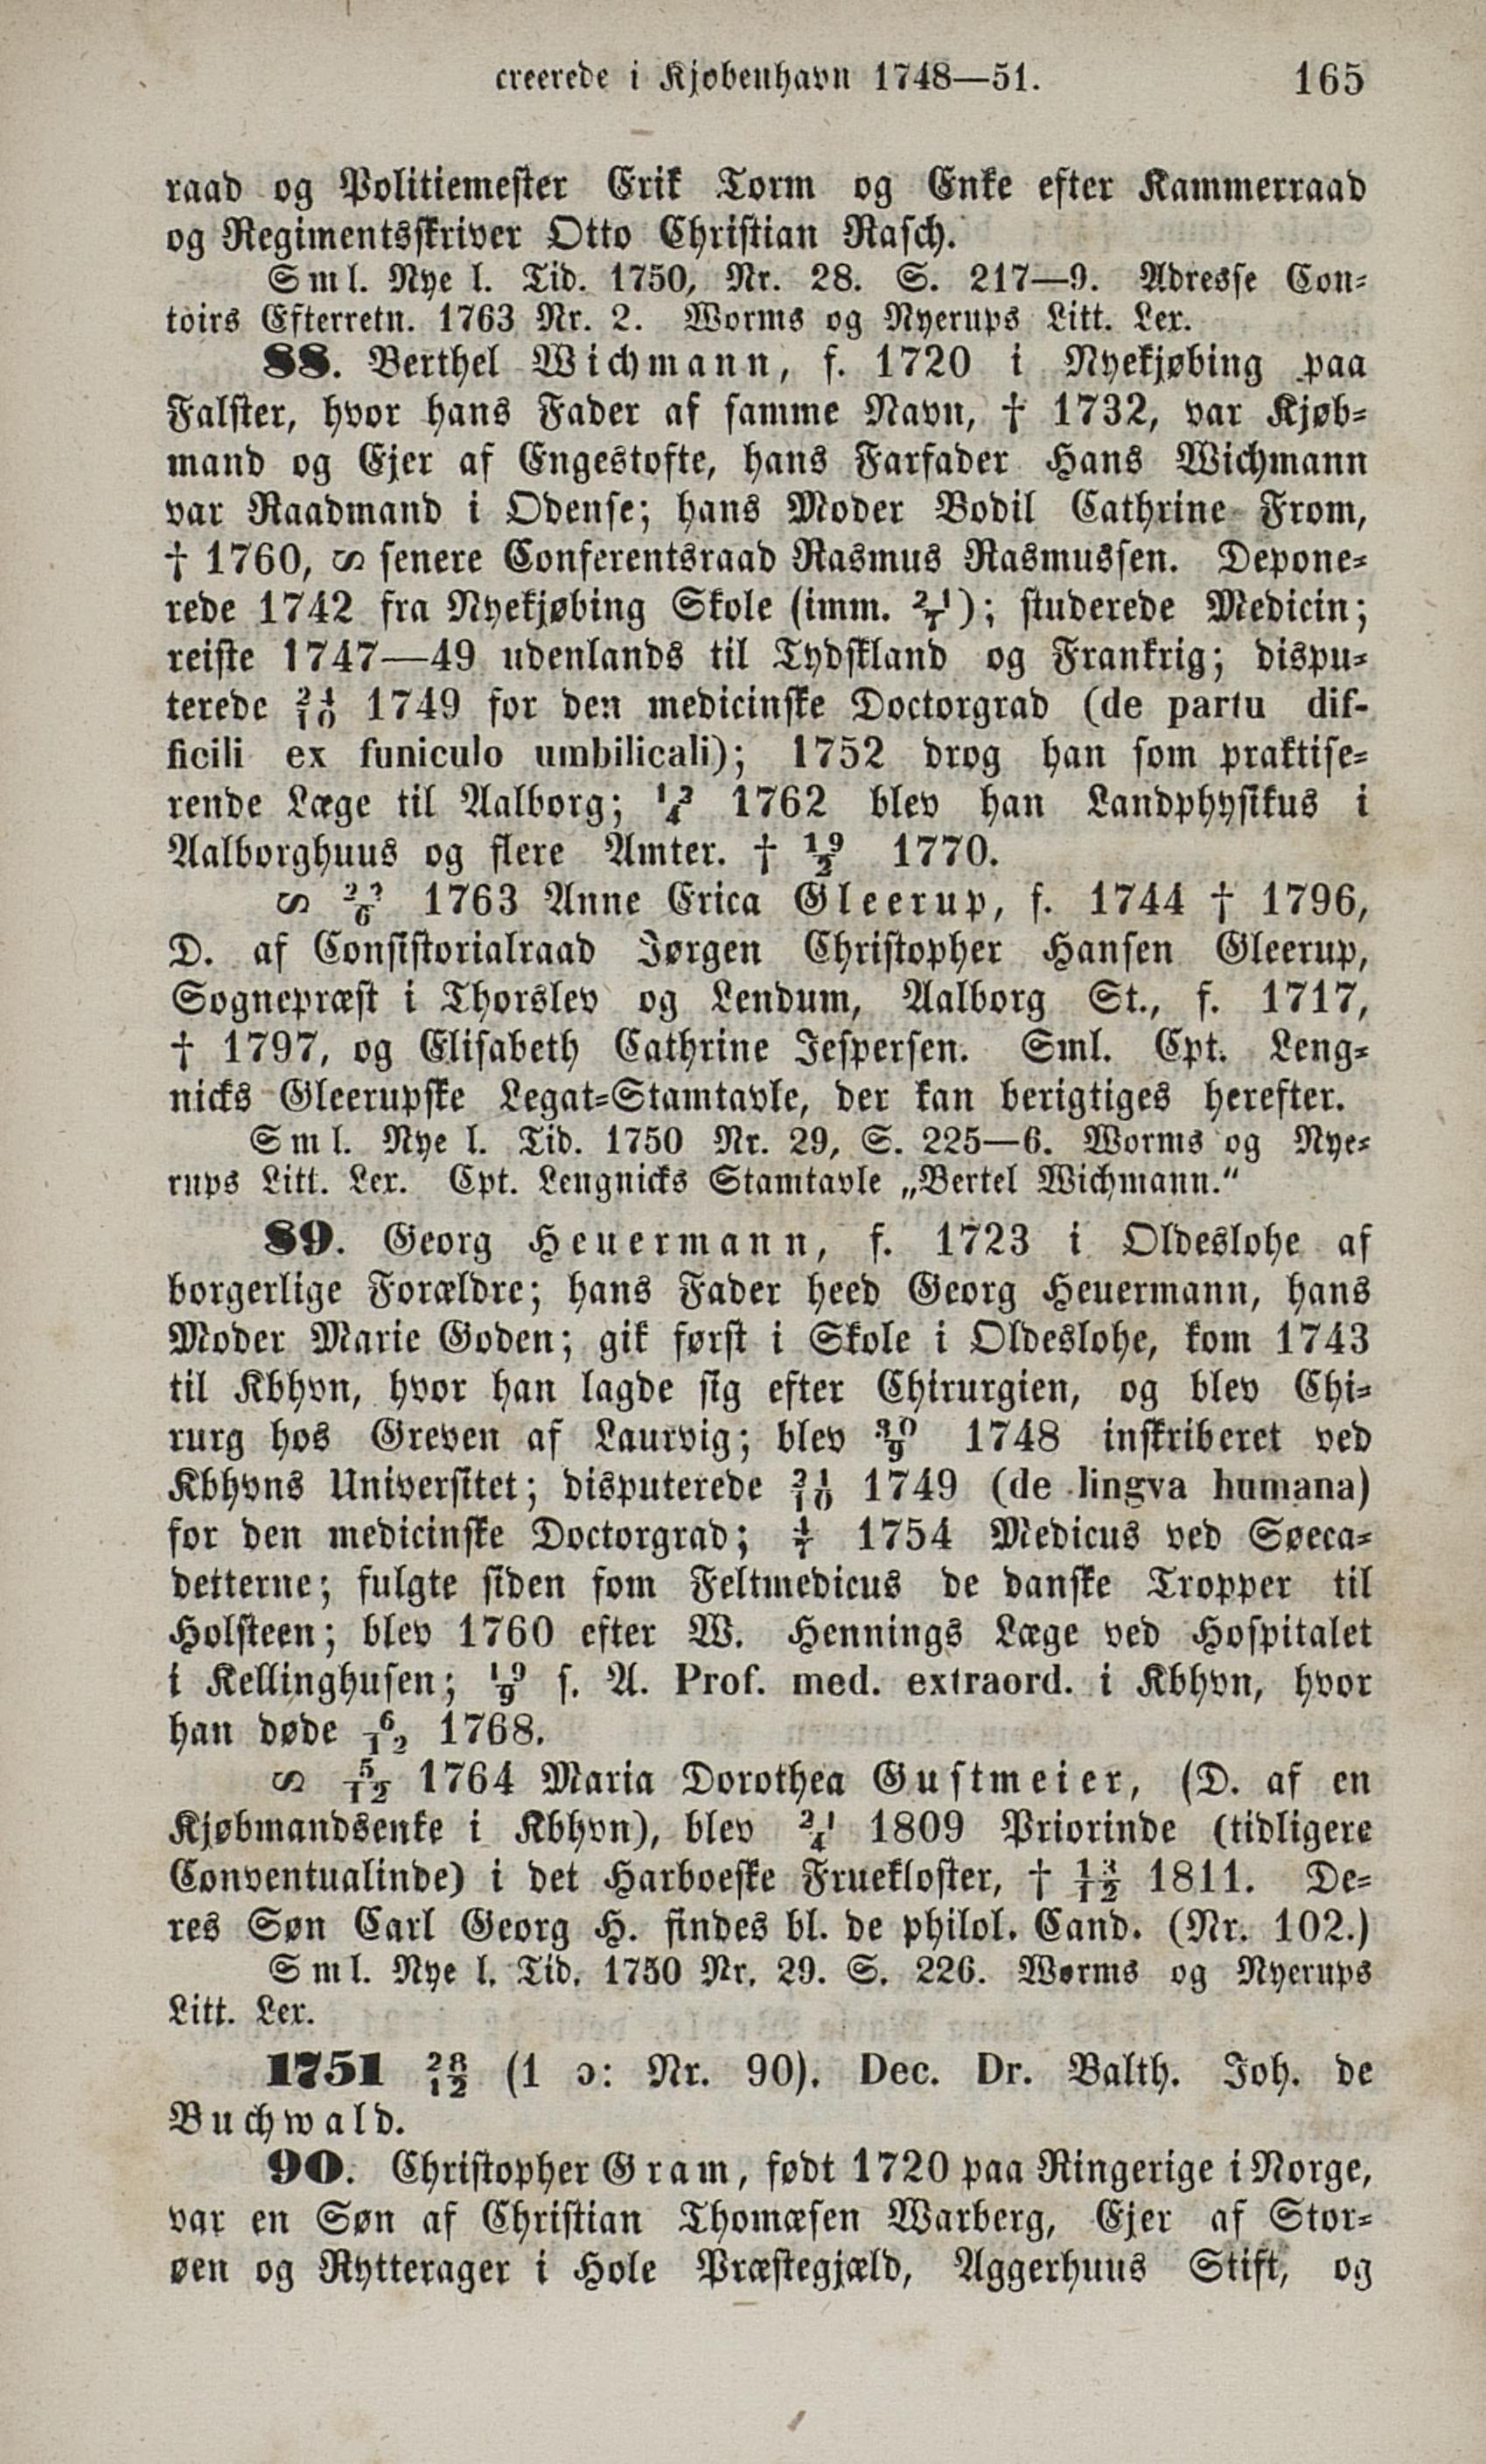 creerede i Kjøbenhavn 1748—51. 165
raad og Politiemester Erik Torm og Enke efter Kammerraad
og Regimentsskriver Otto Christian Rasch.
Sml. Nye l. Tid. 1750, Nr. 28. S. 217—9. Adresse Con-
toirs Efterretn. 1763 Nr. 2. Worms og Nyerups Litt. Lex.
88. Berthel Wichmann, f. 1720 i Nyekjøbing paa
Falster, hvor hans Fader af samme Navn, † 1732, var Kjøb-
mand og Ejer af Engestofte, hans Farfader Hans Wichmann
var Raadmand i Odense; hans Moder Bodil Cathrine From,
† 1760, ∽ senere Conferentsraad Rasmus Rasmussen. Depone-
rede 1742 fra Nyekjøbing Skole (imm. 21/7); studerede Medicin;
reiste 1747—49 udenlands til Tydskland og Frankrig; dispu-
terede 21/10 1749 for den medicinske Doctorgrad (de partu dif-
ficili ex funiculo umbilicali); 1752 drog han som praktise-
rende Læge til Aalborg; 13/4 1762 blev han Landphysikus i
Aalborghuus og flere Amter. † 19/2 1770.
∽ 23/6 1763 Anne Erica Gleerup, f. 1744 † 1796,
D. af Consistorialraad Jørgen Christopher Hansen Gleerup,
Sognepræst i Thorslev og Lendum, Aalborg St., f. 1717,
† 1797, og Elisabeth Cathrine Jespersen. Sml. Cpt. Leng-
nicks Gleerupske Legat-Stamtavle, der kan berigtiges herefter.
Sml. Nye l. Tid. 1750 Nr. 29, S. 225—6. Worms og Nye-
rups Litt. Lex. Cpt. Lengnicks Stamtavle „Bertel Wichmann.“
89. Georg Heuermann, f. 1723 i Oldeslohe af
borgerlige Forældre; hans Fader heed Georg Heuermann, hans
Moder Marie Goden; gik først i Skole i Oldeslohe, kom 1743
til Kbhvn, hvor han lagde sig efter Chirurgien, og blev Chi-
rurg hos Greven af Laurvig; blev 30/9 1748 inskriberet ved
Kbhvns Universitet; disputerede 21/10 1749 (de lingva humana)
for den medicinske Doctorgrad; 1/7 1754 Medicus ved Søeca-
detterne; fulgte siden som Feltmedicus de danske Tropper til
Holsteen; blev 1760 efter W. Hennings Læge ved Hospitalet
i Kellinghusen; 19/9 s. A. Prof. med. extraord. i Kbhvn, hvor
han døde 6/12 1768.
∽ 5/12 1764 Maria Dorothea Gustmeier, (D. af en
Kjøbmandsenke i Kbhvn), blev 21/4 1809 Priorinde (tidligere
Conventualinde) i det Harboeske Fruekloster, † 13/12 1811. De-
res Søn Carl Georg H. findes bl. de philol. Cand. (Nr. 102.)
Sml. Nye l. Tid. 1750 Nr. 29. S. 226. Worms og Nyerups
Litt. Lex.
1751 28/12 (1 ɔ: Nr. 90). Dec. Dr. Balth. Joh. de
Buchwald.
90. Christopher Gram, født 1720 paa Ringerige i Norge,
var en Søn af Christian Thomæsen Warberg, Ejer af Stor-
øen og Rytterager i Hole Præstegjæld, Aggerhuus Stift, og